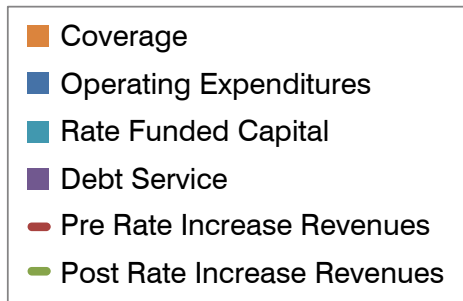 Coverage
Operating Expenditures
Rate Funded Capital
Debt Service
Pre Rate Increase Revenues
Post Rate Increase Revenues